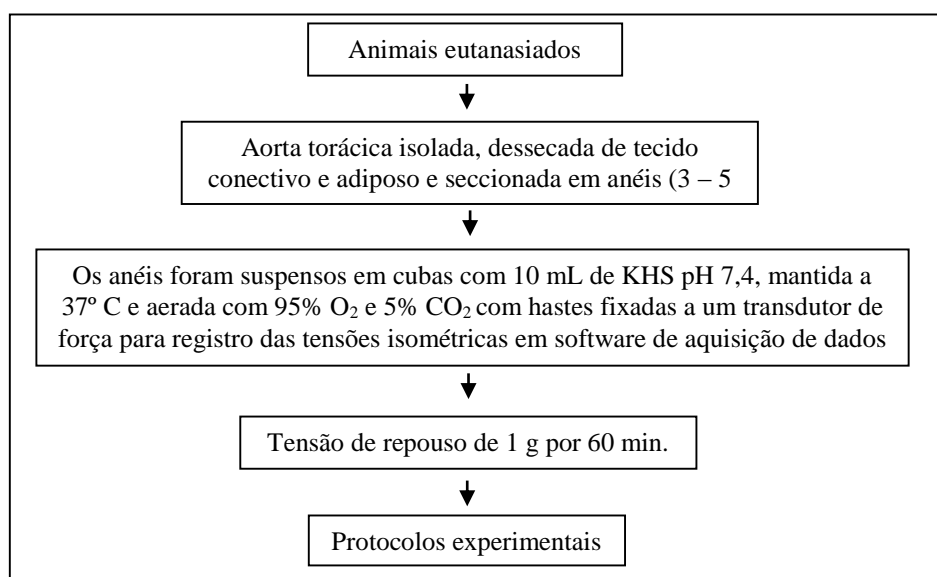 Animais eutanasiados
Aorta torácica isolada, dessecada de tecido
conectivo e adiposo e seccionada em anéis (3 – 5
Os anéis foram suspensos em cubas com 10 mL de KHS pH 7,4, mantida a
37º C e aerada com 95% O₂ e 5% CO₂ com hastes fixadas a um transdutor de
força para registro das tensões isométricas em software de aquisição de dados
Tensão de repouso de 1 g por 60 min.
Protocolos experimentais